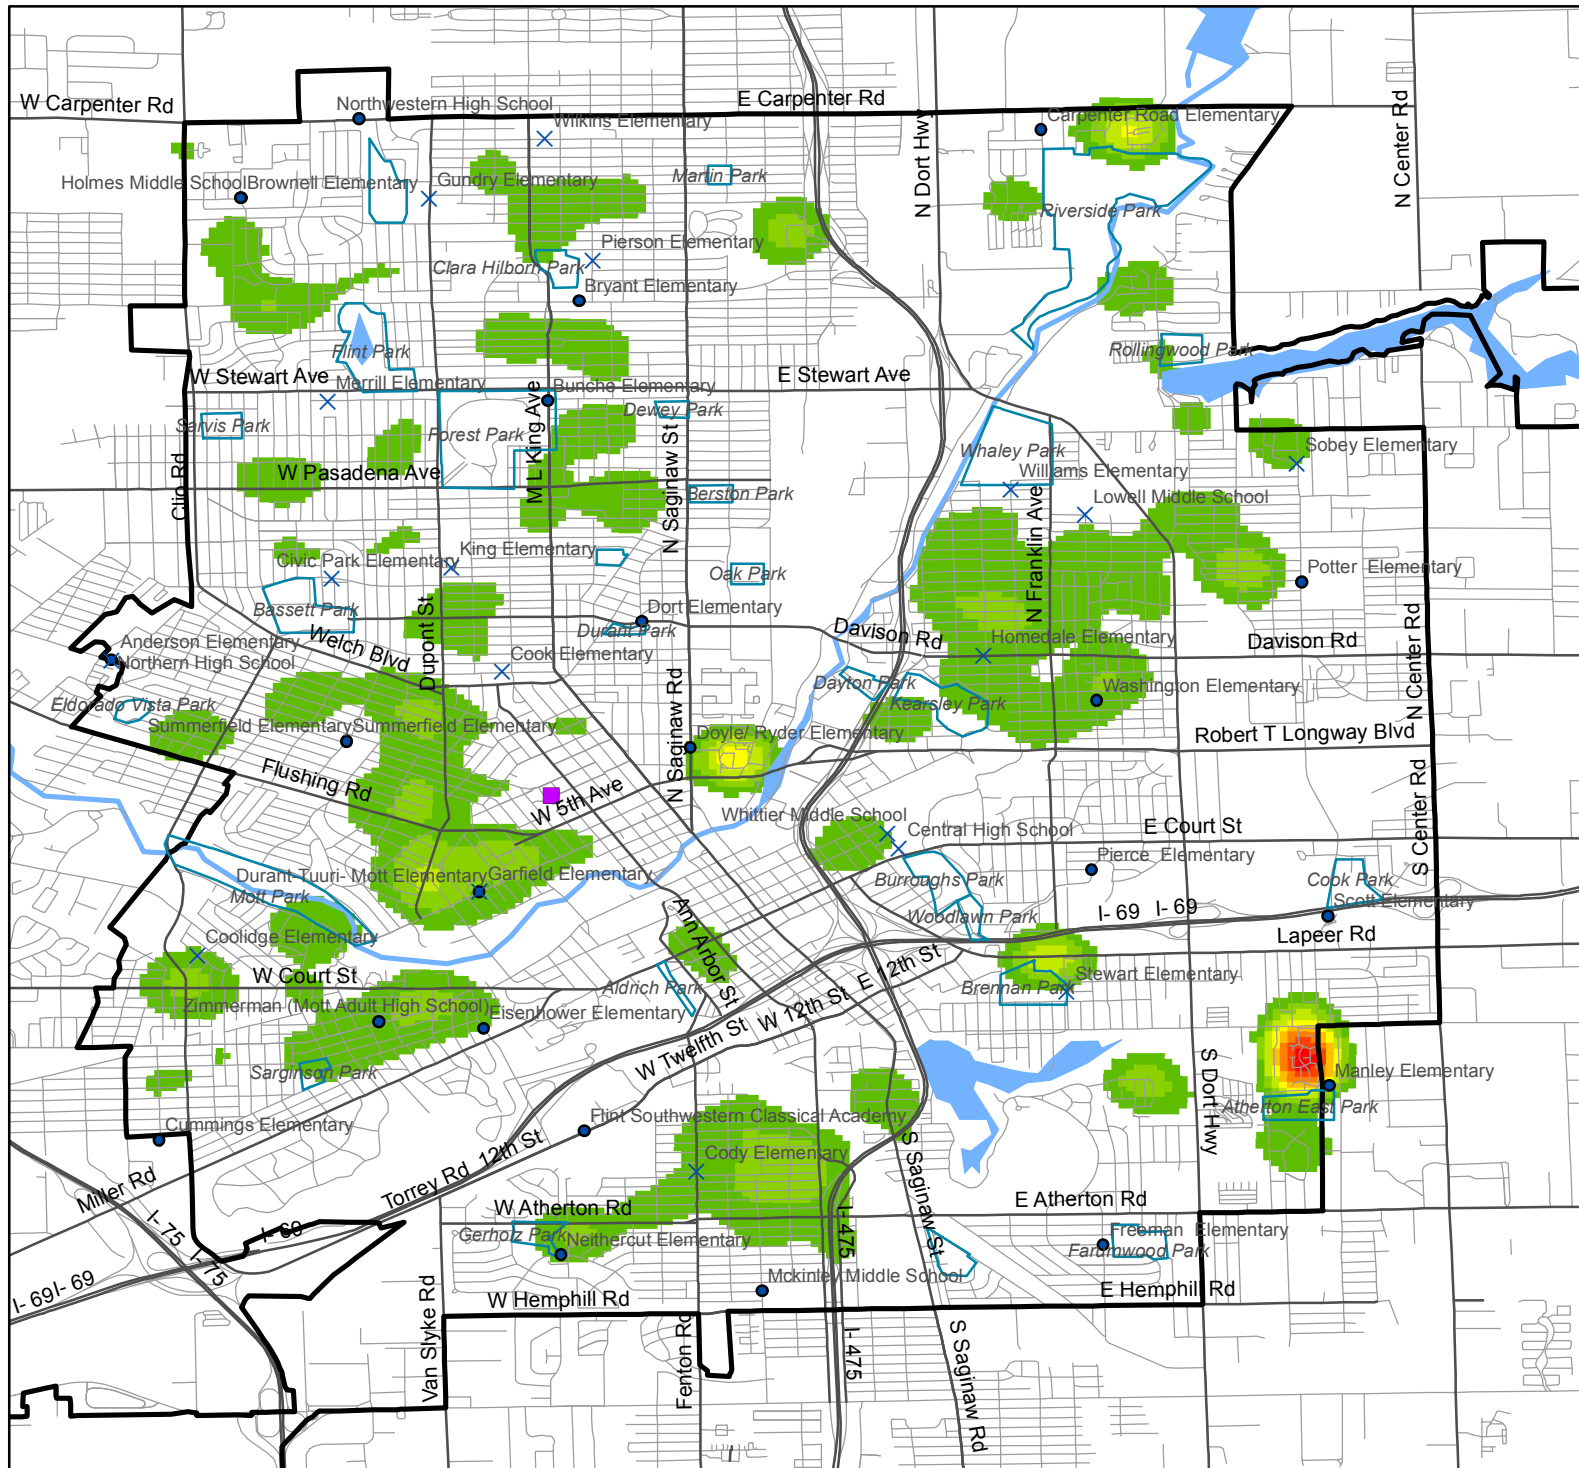 W Carpenter Rd
Northwestern High School
E Carpenter Rd
Wilkins Elementary
Carpenter Road Elementary
N Dort Hwy
N Center Rd
Holmes Middle School
Brownell Elementary
Gundry Elementary
Martin Park
Riverside Park
Pierson Elementary
Clara Hilborn Park
Bryant Elementary
Flint Park
Rollingwood Park
W Stewart Ave
Merrill Elementary
Bunche Elementary
E Stewart Ave
Dewey Park
Sarvis Park
Forest Park
M L King Ave
N Saginaw St
Whaley Park
Sobey Elementary
W Pasadena Ave
Williams Elementary
Clio Rd
Berston Park
Lowell Middle School
N Franklin Ave
Civic Park Elementary
King Elementary
Oak Park
Potter Elementary
Bassett Park
Dort Elementary
Durant Park
Welch Blvd
Dupont St
Davison Rd
Homedale Elementary
Davison Rd
N Center Rd
Anderson Elementary
Northern High School
Cook Elementary
Dayton Park
Kearsley Park
Washington Elementary
Eldorado Vista Park
N Saginaw Rd
Summerfield Elementary
Summerfield Elementary
Doyle/ Ryder Elementary
Robert T Longway Blvd
Flushing Rd
W 5th Ave
S Center Rd
Whittier Middle School
Central High School
E Court St
Pierce Elementary
Durant-Tuuri- Mott Elementary
Garfield Elementary
Mott Park
Burroughs Park
Cook Park
Woodlawn Park
I- 69
I- 69
Scott Elementary
Ann Arbor St
Coolidge Elementary
Lapeer Rd
W Court St
E 12th St
Aldrich Park
Brennan Park
Stewart Elementary
Zimmerman (Mott Adult High School)
Eisenhower Elementary
W 12th St
W Twelfth St
Sarginson Park
S Dort Hwy
Manley Elementary
Atherton East Park
Cummings Elementary
Flint Southwestern Classical Academy
12th St
Cody Elementary
S Saginaw St
Miller Rd
Torrey Rd
W Atherton Rd
E Atherton Rd
I- 75
I- 69
I- 75
Gerholz Park
Neithercut Elementary
I- 475
Freeman Elementary
Farumwood Park
I- 69
I- 69
Mckinley Middle School
W Hemphill Rd
E Hemphill Rd
Van Slyke Rd
Fenton Rd
I-475
S Saginaw Rd